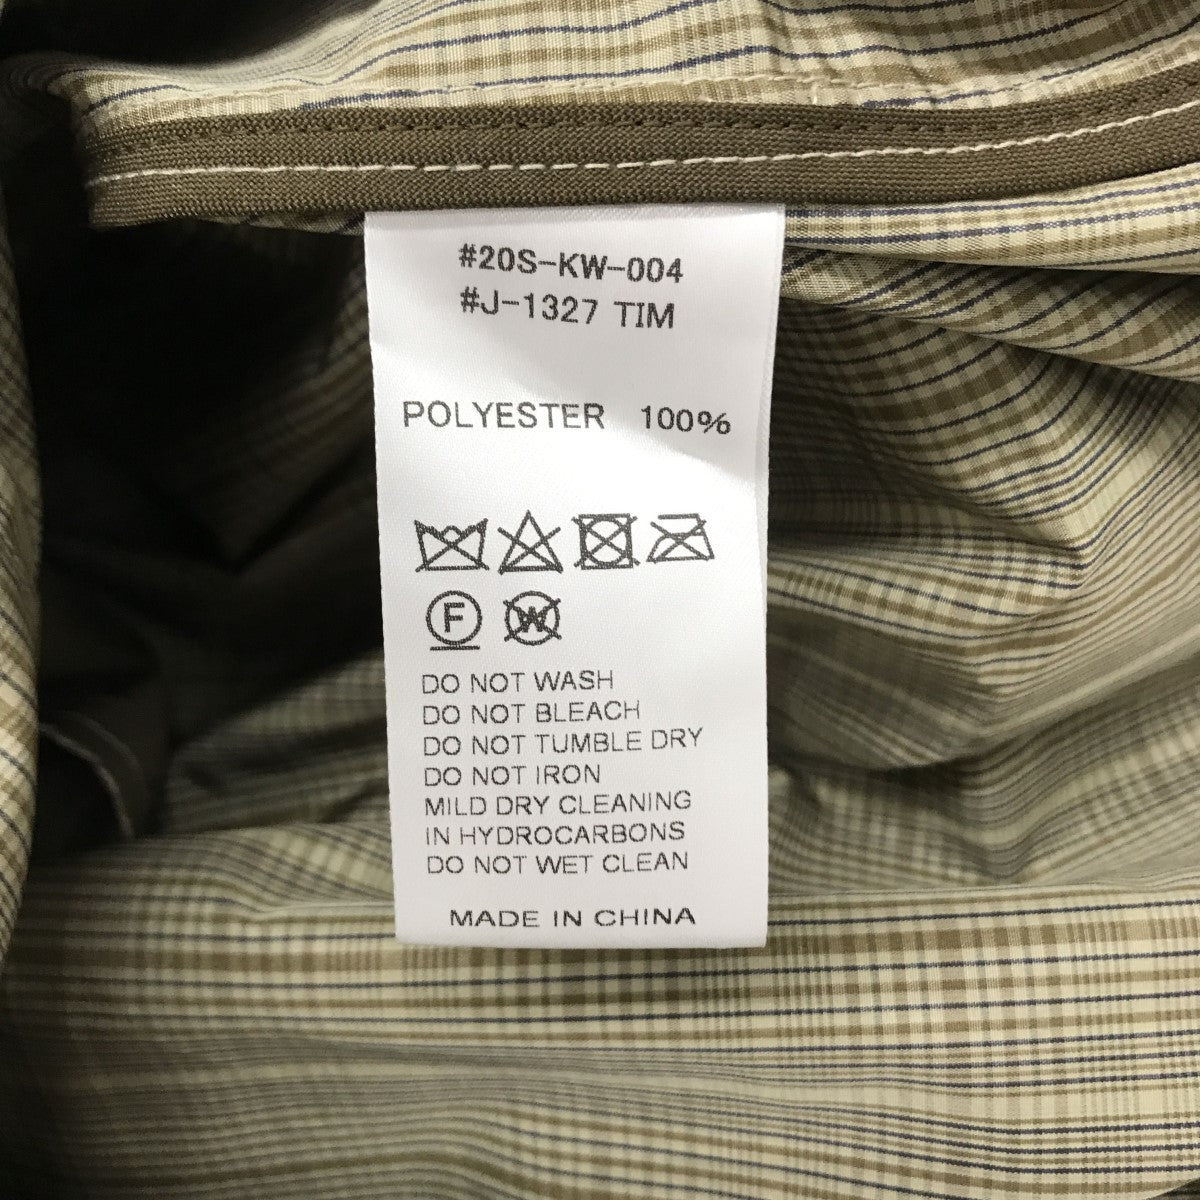 #20S-KW-004
#J-1327 TIM
POLYESTER 100%
F W
DO NOT WASH
DO NOT BLEACH
DO NOT TUMBLE DRY
DO NOT IRON
MILD DRY CLEANING
IN HYDROCARBONS
DO NOT WET CLEAN
MADE IN CHINA